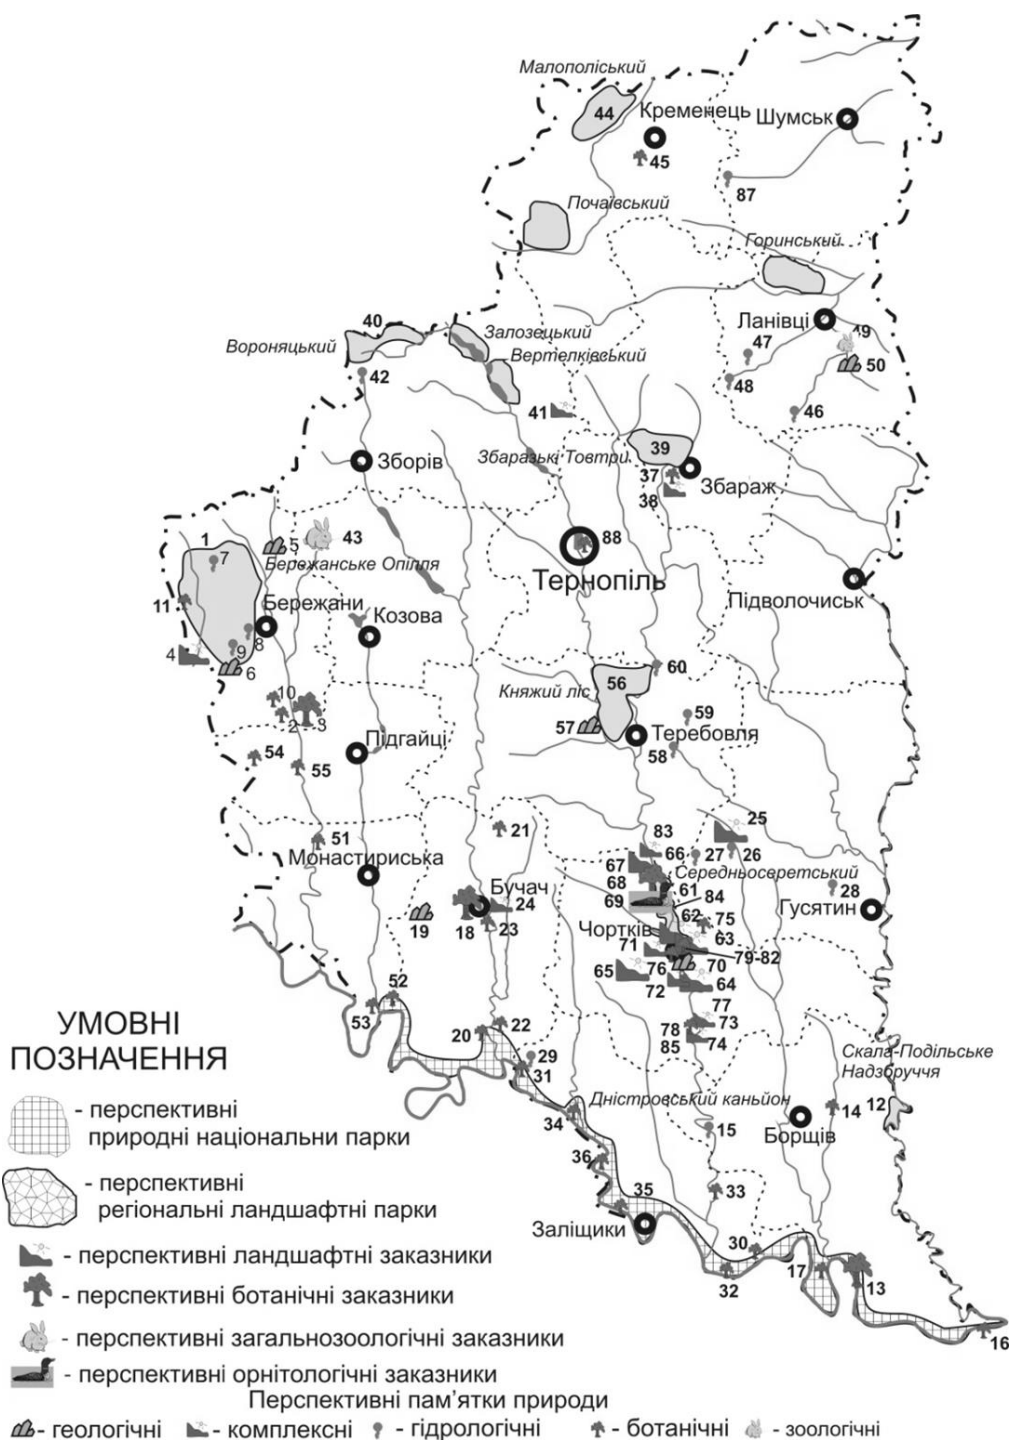 Малополіський
44
Кременець
Шумськ
45
87
Почаївський
Горинський
40
Залозецький
Ланівці
49
Вороняцький
Вертелківський
47
50
42
48
41
46
39
Збаразькі Товтри
Зборів
37
Збараж
38
1
5
43
88
7
Бережанське Опілля
Тернопіль
11
Бережани
Підволочиськ
Козова
8
4
9
6
60
56
Княжий ліс
10
59
2
3
57
Теребовля
Підгайці
58
54
55
25
51
21
83
66
27
26
67
Монастириська
Середньосеретський
68
61
28
Бучач
84
69
24
62
75
Гусятин
19
18
23
Чортків
63
71
79-82
70
65
76
64
52
72
77
53
22
78
73
20
85
74
29
Скала-Подільське
Надзбруччя
31
Дністровський каньйон
34
14
12
15
Борщів
36
35
33
Заліщики
30
17
32
13
16
УМОВНІ
ПОЗНАЧЕННЯ
- перспективні
природні національни парки
- перспективні
регіональні ландшафтні парки
- перспективні ландшафтні заказники
- перспективні ботанічні заказники
- перспективні загальнозоологічні заказники
- перспективні орнітологічні заказники
Перспективні пам’ятки природи
- геологічні - комплексні - гідрологічні - ботанічні - зоологічні